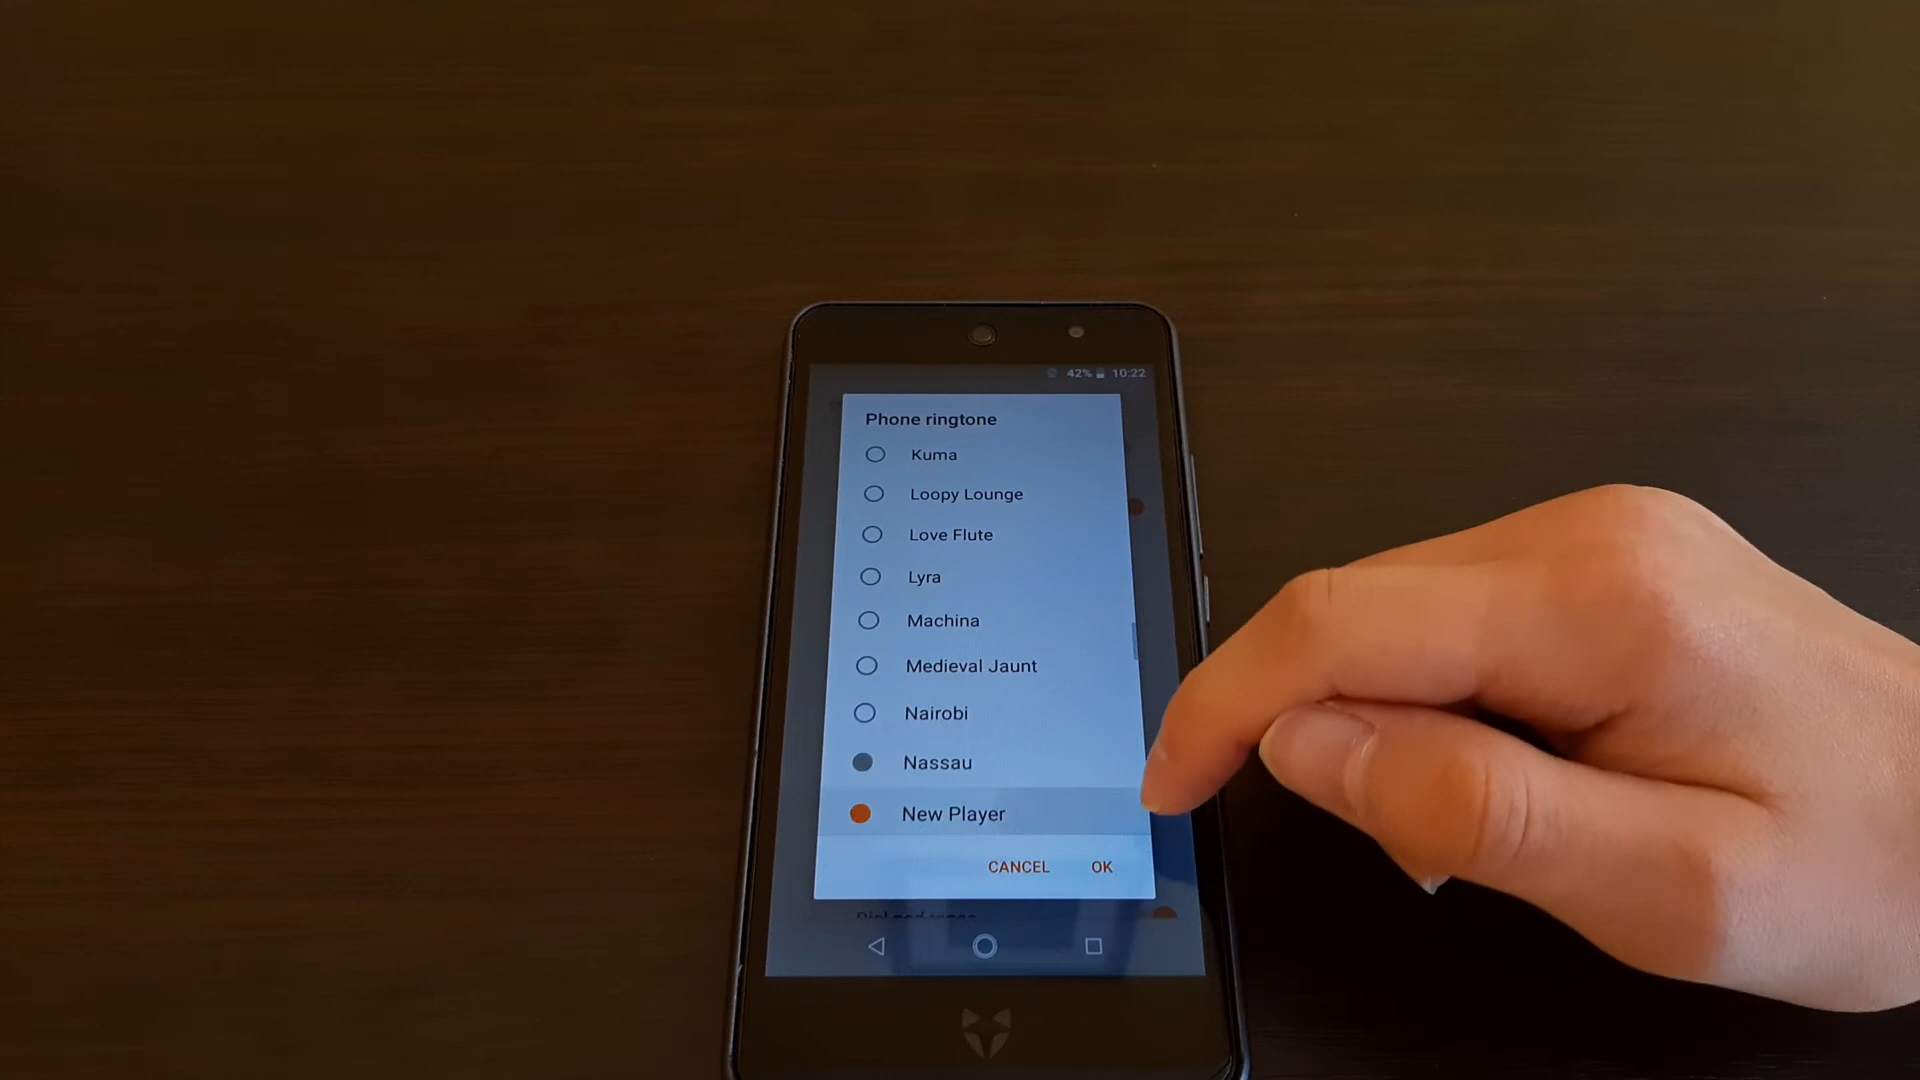 42% 10:22
Phone ringtone
Kuma
Loopy Lounge
Love Flute
Lyra
Machina
Medieval Jaunt
Nairobi
Nassau
New Player
CANCEL OK